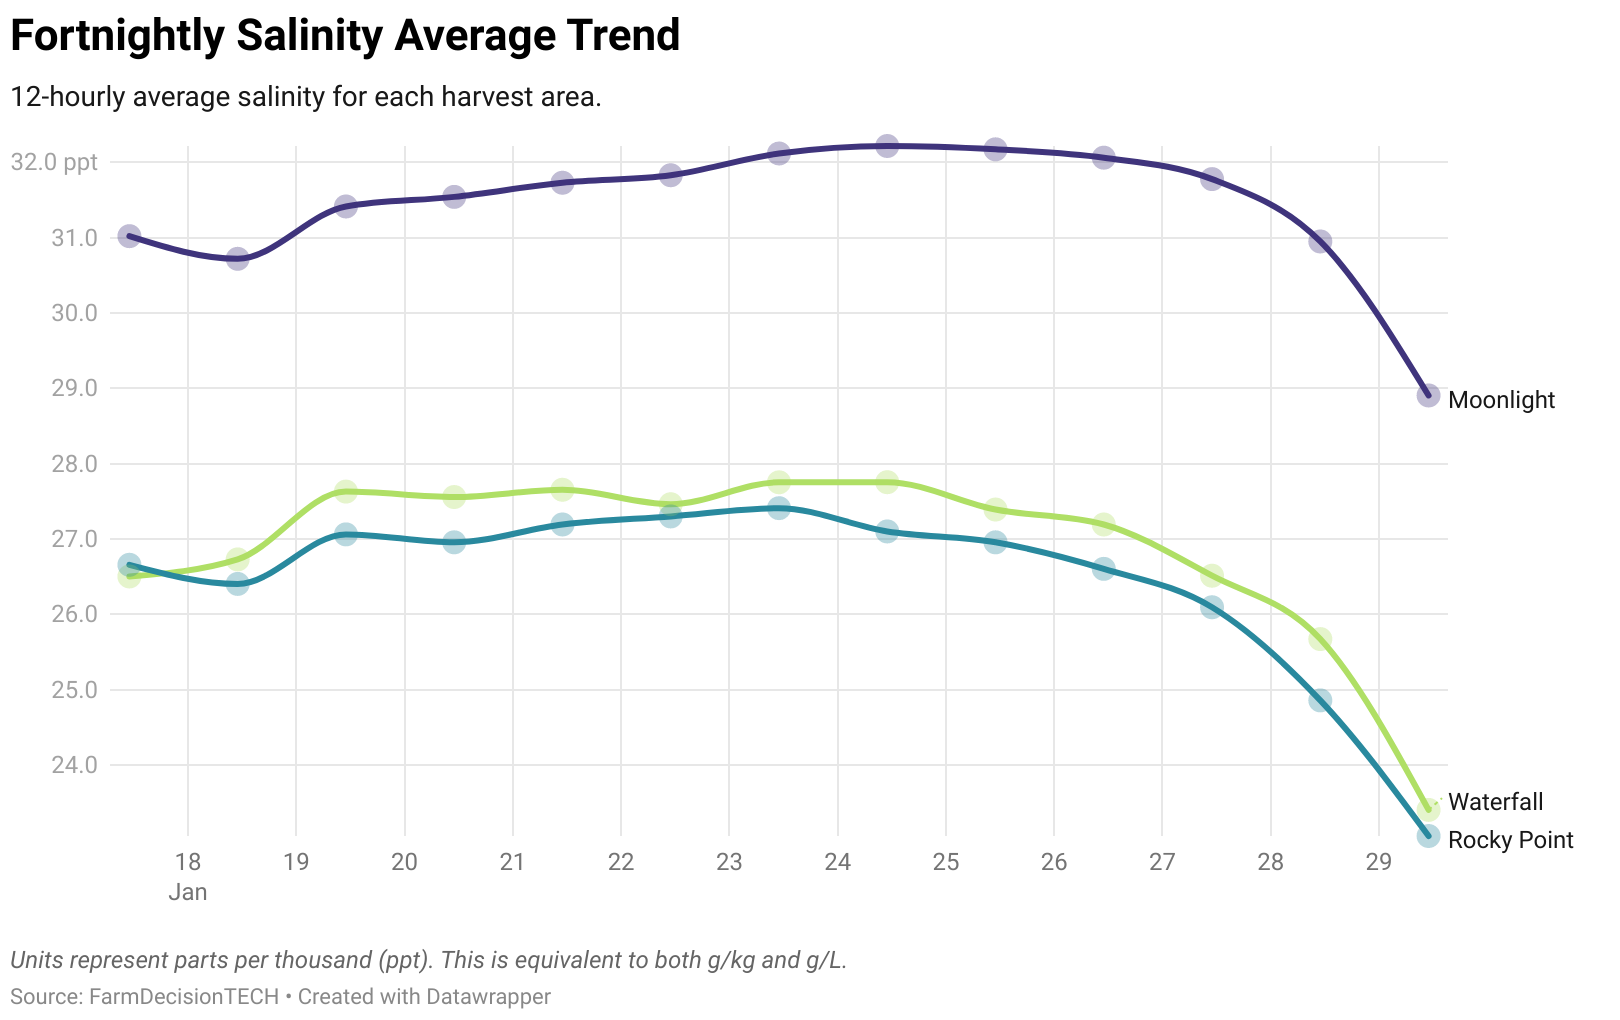 Fortnightly Salinity Average Trend
12-hourly average salinity for each harvest area.
32.0 ppt
31.0
30.0
29.0
28.0
27.0
26.0
25.0
24.0
Moonlight
Waterfall
Rocky Point
18 19 20 21 22 23 24 25 26 27 28 29
Jan
Units represent parts per thousand (ppt). This is equivalent to both g/kg and g/L.
Source: FarmDecisionTECH • Created with Datawrapper